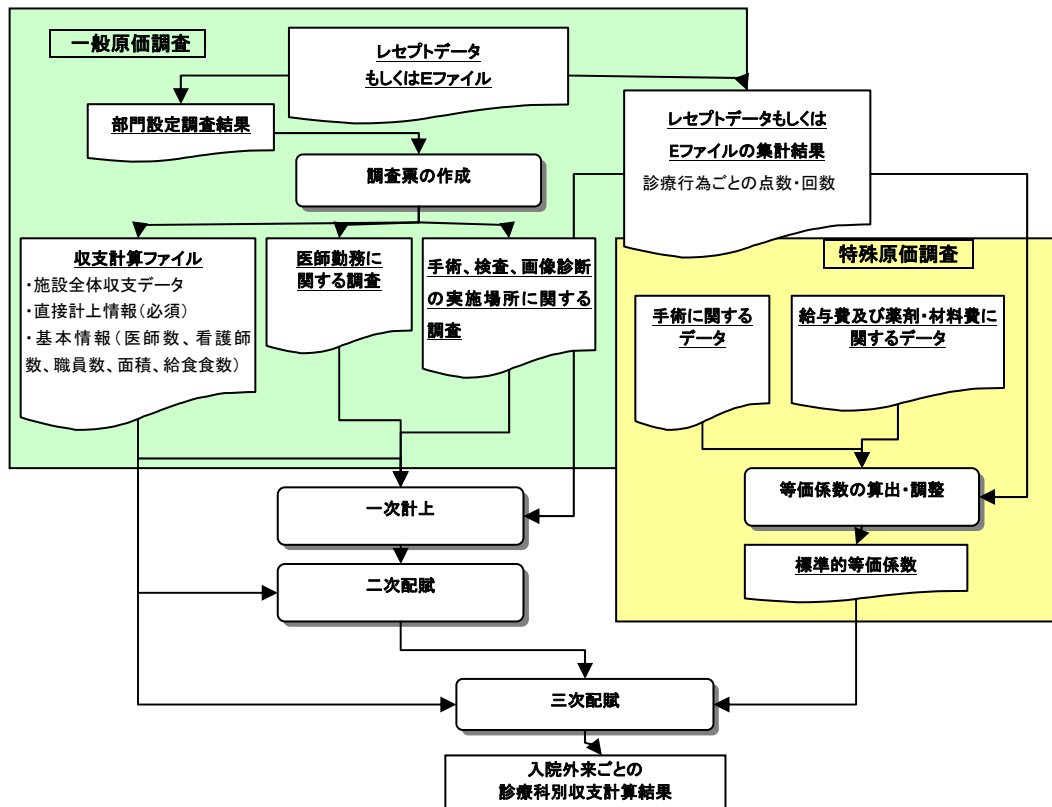 一般原価調査
レセプトデータ
もしくはEファイル
部門設定調査結果
レセプトデータもしくは
Eファイルの集計結果
診療行為ごとの点数・回数
調査票の作成
収支計算ファイル
・施設全体収支データ
・直接計上情報(必須)
・基本情報(医師数、看護師
数、職員数、面積、給食食数)
医師勤務に
関する調査
手術、検査、画像診断
の実施場所に関する
調査
特殊原価調査
手術に関する
データ
給与費及び薬剤・材料費に
関するデータ
一次計上
等価係数の算出・調整
二次配賦
標準的等価係数
三次配賦
入院外来ごとの
診療科別収支計算結果